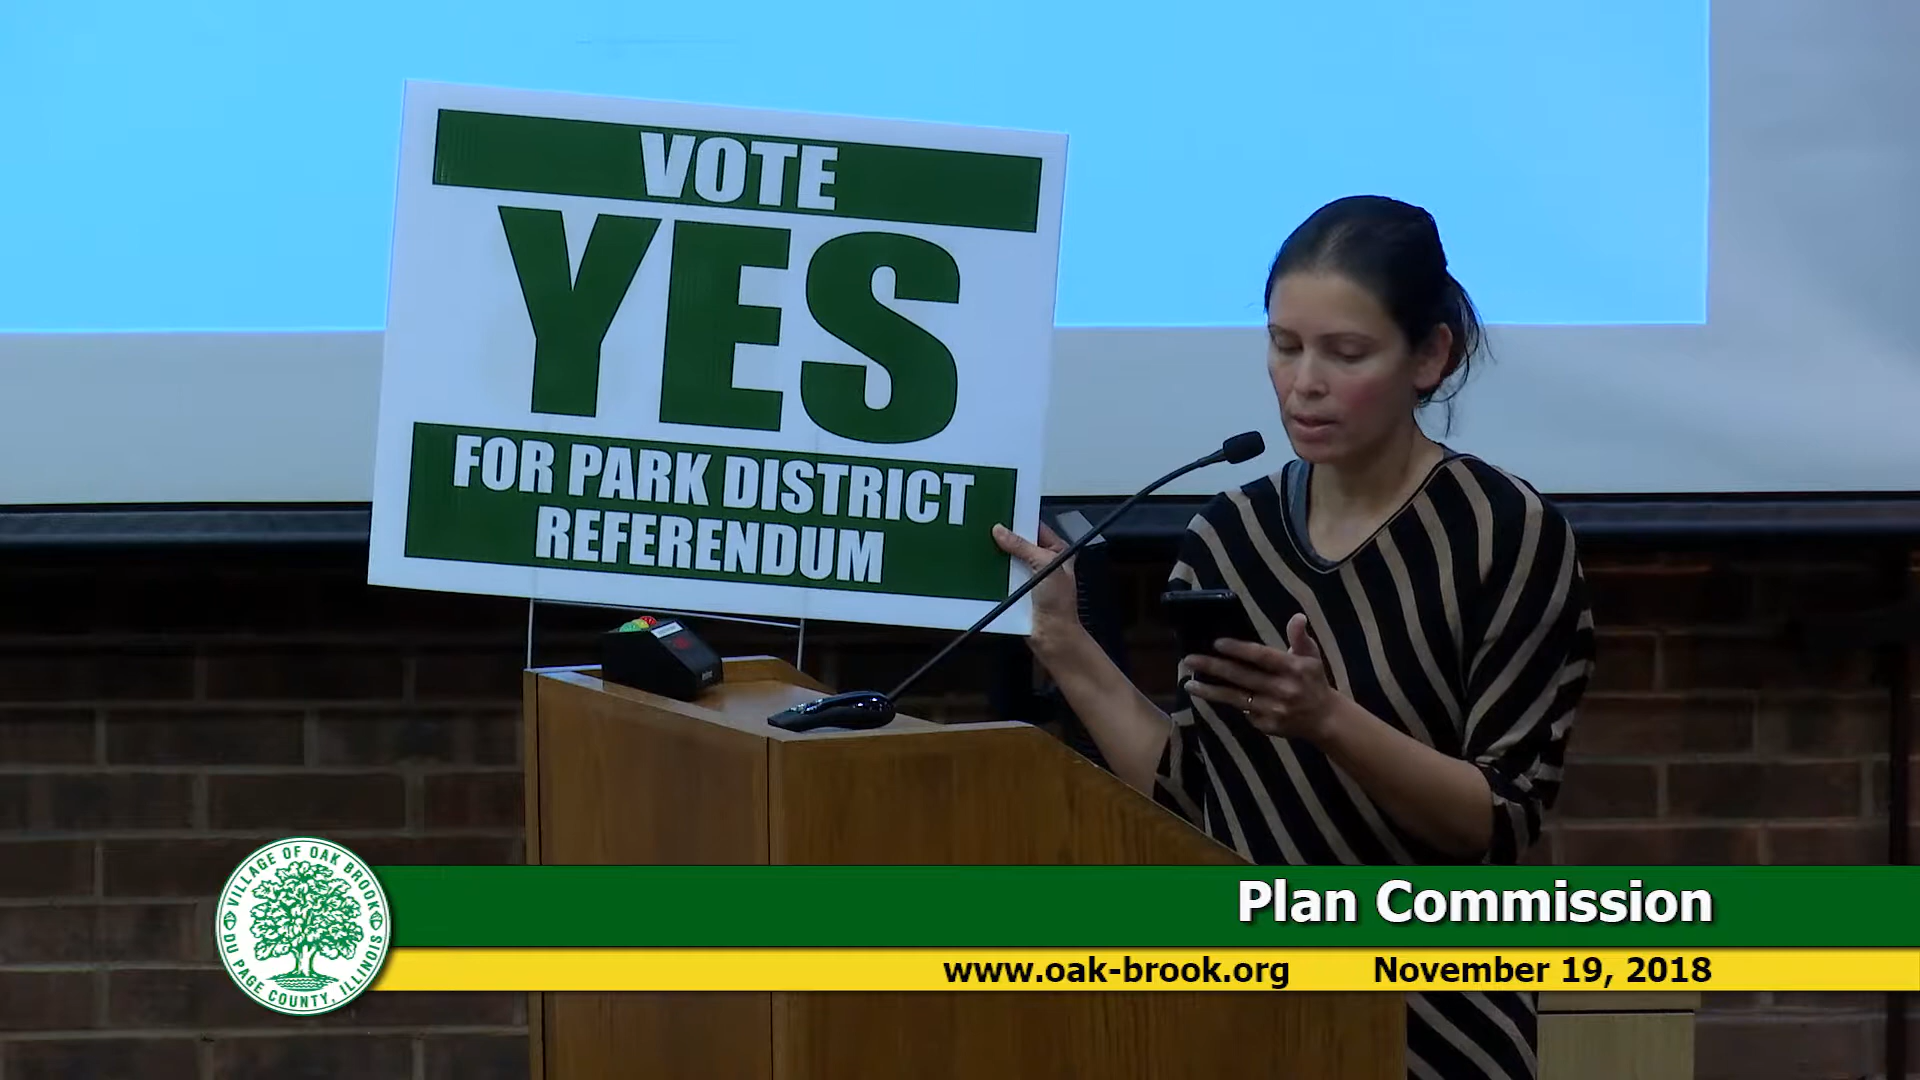 VOTE
YES
FOR PARK DISTRICT
REFERENDUM
VILLAGE OF OAK BROOK
DU PAGE COUNTY, ILLINOIS
Plan Commission
www.oak-brook.org November 19, 2018